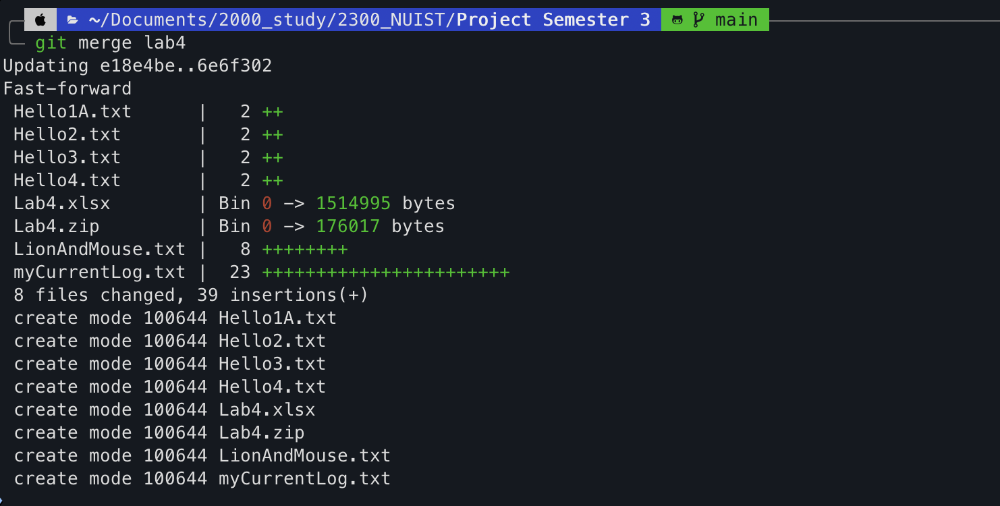 ~/Documents/2000_study/2300_NUIST/Project Semester 3 main
git merge lab4
Updating e18e4be..6e6f302
Fast-forward
 Hello1A.txt      |   2 ++
 Hello2.txt       |   2 ++
 Hello3.txt       |   2 ++
 Hello4.txt       |   2 ++
 Lab4.xlsx        | Bin 0 -> 1514995 bytes
 Lab4.zip         | Bin 0 -> 176017 bytes
 LionAndMouse.txt |   8 ++++++++
 myCurrentLog.txt |  23 +++++++++++++++++++++++
 8 files changed, 39 insertions(+)
 create mode 100644 Hello1A.txt
 create mode 100644 Hello2.txt
 create mode 100644 Hello3.txt
 create mode 100644 Hello4.txt
 create mode 100644 Lab4.xlsx
 create mode 100644 Lab4.zip
 create mode 100644 LionAndMouse.txt
 create mode 100644 myCurrentLog.txt